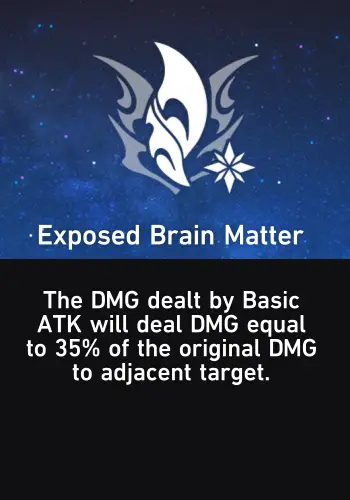 Exposed Brain Matter
The DMG dealt by Basic
ATK will deal DMG equal
to 35% of the original DMG
to adjacent target.